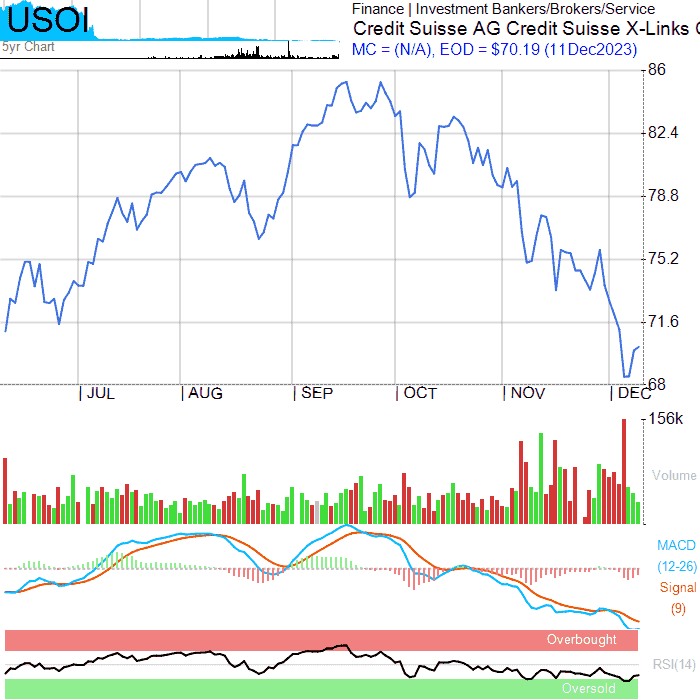 USOI
5yr Chart
Finance | Investment Bankers/Brokers/Service
Credit Suisse AG Credit Suisse X-Links
MC = (N/A), EOD = $70.19 (11Dec2023)
86
82.4
78.8
75.2
71.6
68
| JUL | AUG | SEP | OCT | NOV | DEC
156k
Volume
MACD
(12-26)
Signal
(9)
Overbought
RSI(14)
Oversold